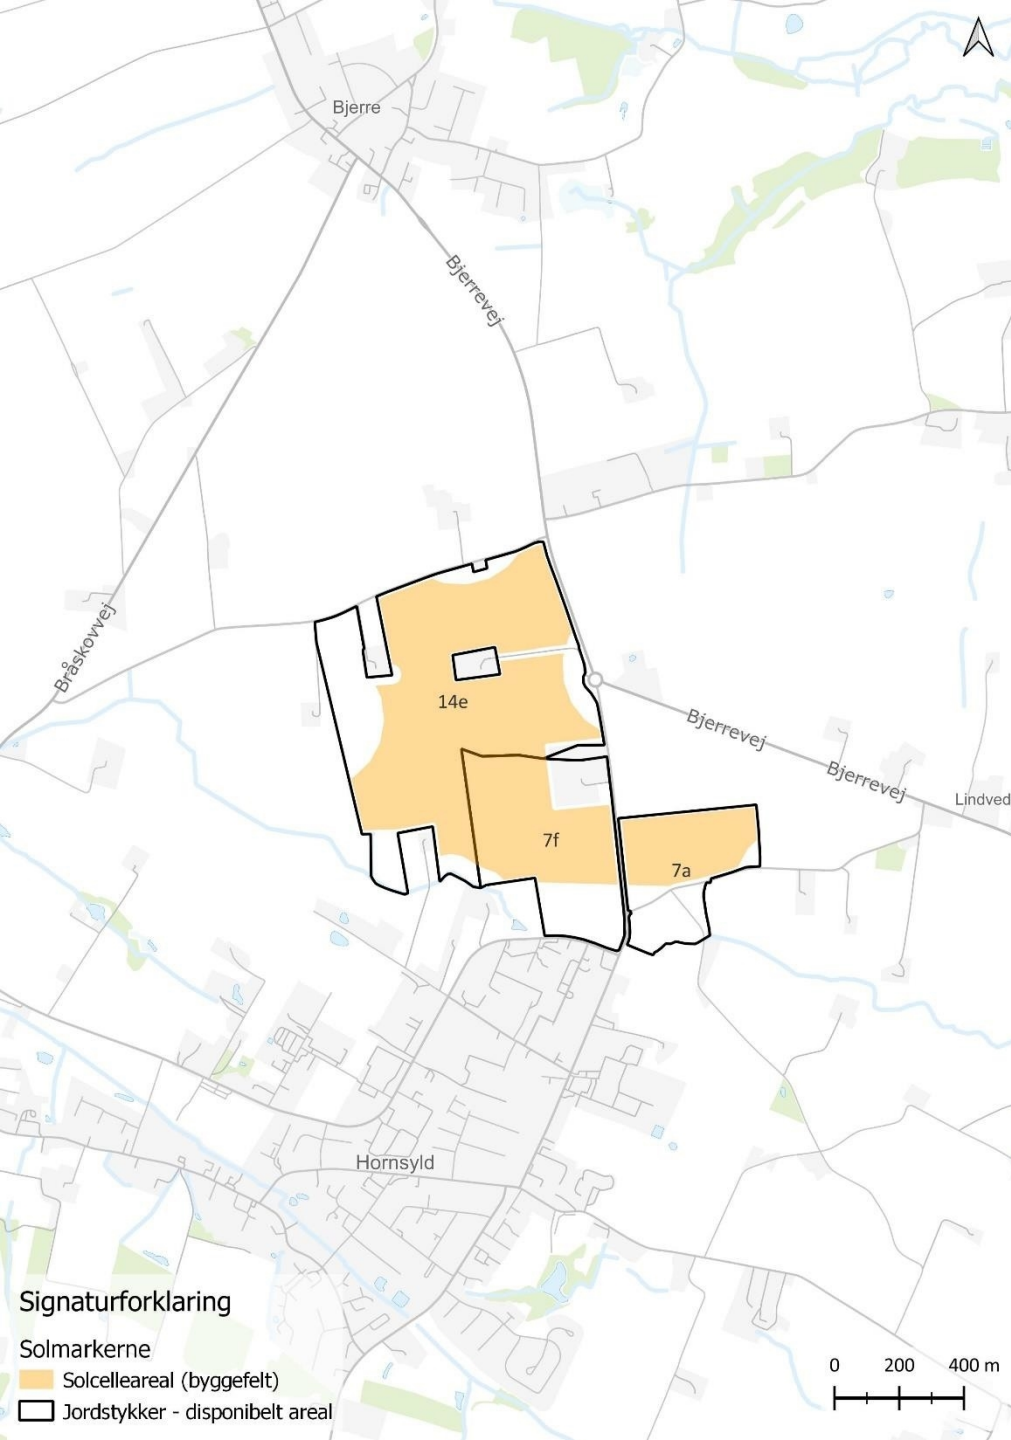 Bjerre
Bjerrevej
Bråskovvej
14e
Bjerrevej
Bjerrevej
Lindved
7f
7a
Hornsyld
Signaturforklaring
Solmarkerne
Solcelleareal (byggefelt)
Jordstykker - disponibelt areal
0 200 400 m